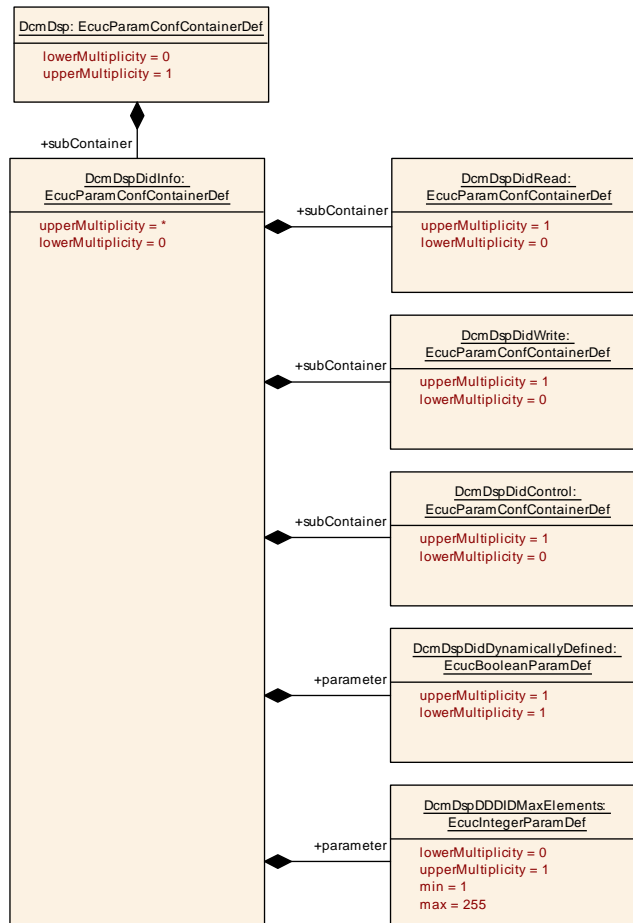 DcmDsp: EcucParamConfContainerDef
lowerMultiplicity = 0
upperMultiplicity = 1
+subContainer
DcmDspDidInfo:
EcucParamConfContainerDef
upperMultiplicity = *
lowerMultiplicity = 0
+subContainer
DcmDspDidRead:
EcucParamConfContainerDef
upperMultiplicity = 1
lowerMultiplicity = 0
+subContainer
DcmDspDidWrite:
EcucParamConfContainerDef
upperMultiplicity = 1
lowerMultiplicity = 0
+subContainer
DcmDspDidControl:
EcucParamConfContainerDef
upperMultiplicity = 1
lowerMultiplicity = 0
+parameter
DcmDspDidDynamicallyDefined:
EcucBooleanParamDef
upperMultiplicity = 1
lowerMultiplicity = 1
+parameter
DcmDspDDDIDMaxElements:
EcucIntegerParamDef
lowerMultiplicity = 0
upperMultiplicity = 1
min = 1
max = 255